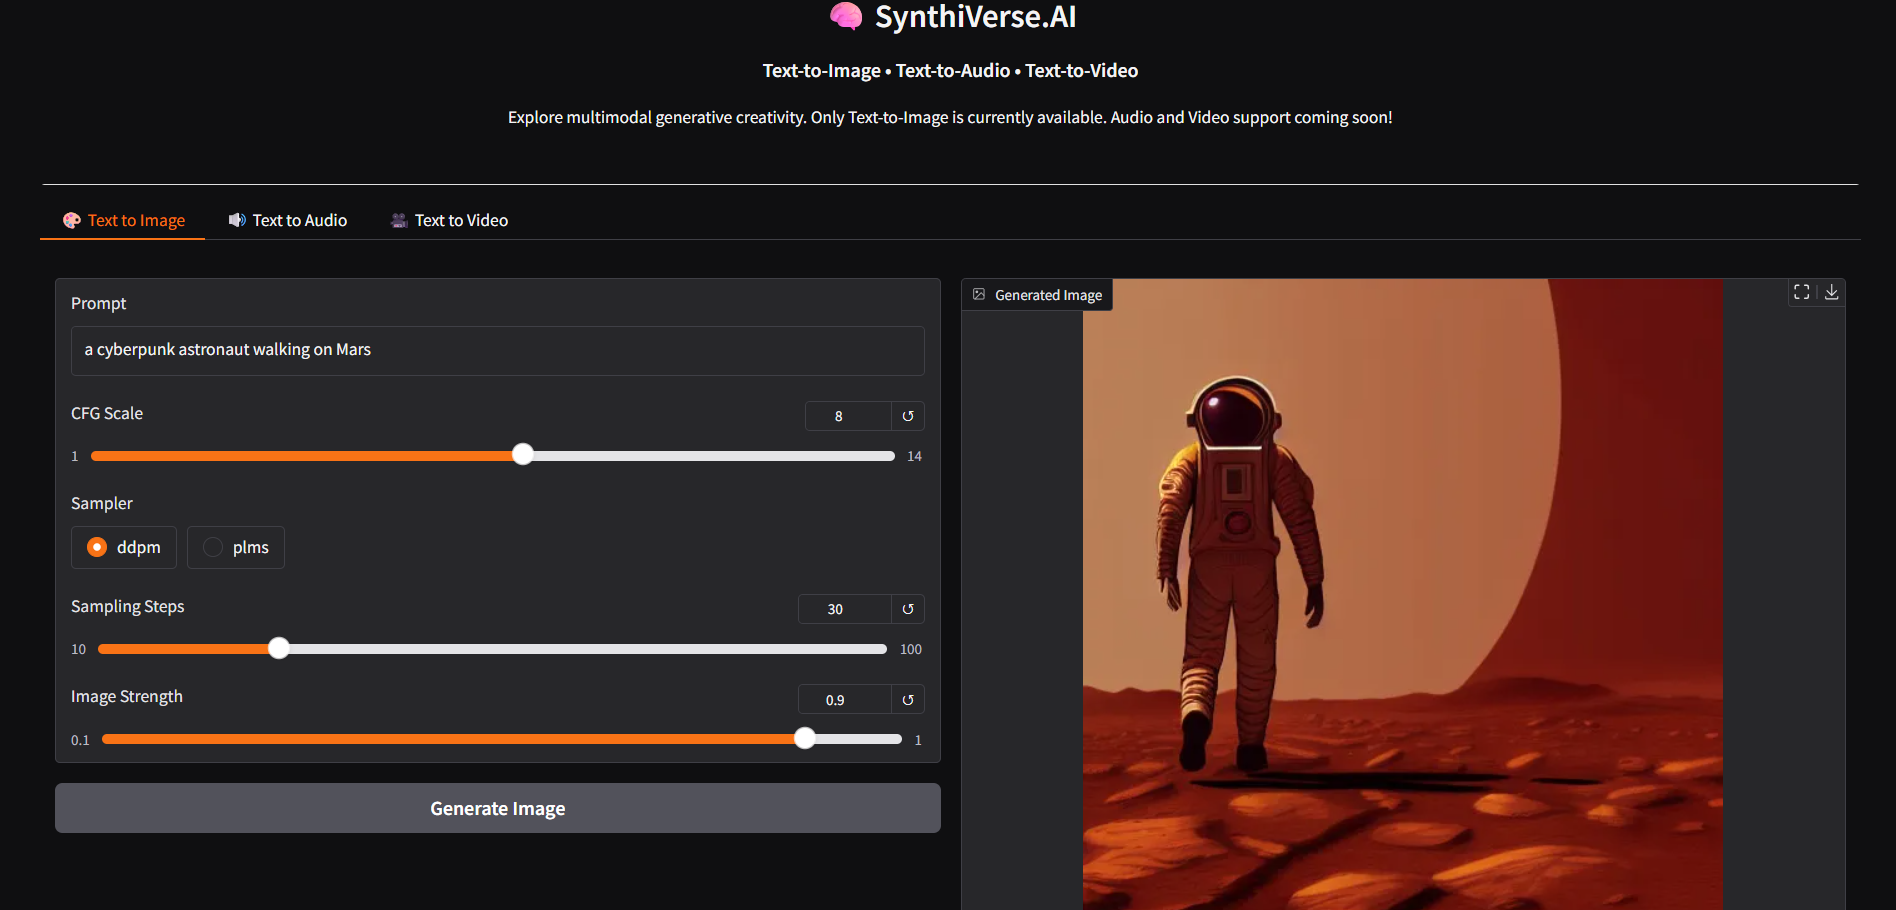 🧠 SynthiVerse.AI
Text-to-Image • Text-to-Audio • Text-to-Video
Explore multimodal generative creativity. Only Text-to-Image is currently available. Audio and Video support coming soon!
🎨 Text to Image 🔊 Text to Audio 🎥 Text to Video
Prompt
a cyberpunk astronaut walking on Mars
CFG Scale
8
1
14
Sampler
ddpm
plms
Sampling Steps
30
10
100
Image Strength
0.9
0.1
1
Generate Image
Generated Image